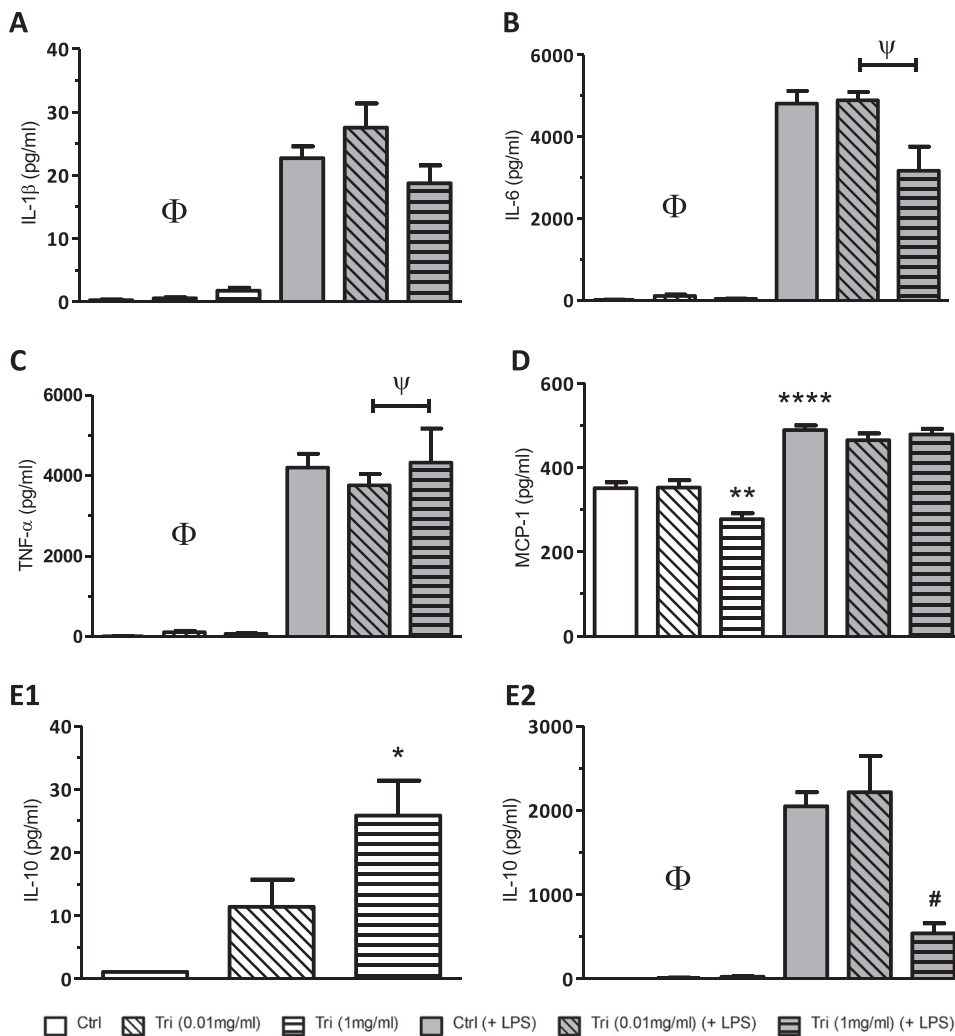 A
IL-1β (pg/ml)
40
30
20
10
0
Φ
B
IL-6 (pg/ml)
6000
4000
2000
0
Φ
Ψ
C
TNF-α (pg/ml)
6000
4000
2000
0
Φ
Ψ
D
MCP-1 (pg/ml)
600
400
200
0
**
****
E1
IL-10 (pg/ml)
40
30
20
10
0
*
E2
IL-10 (pg/ml)
3000
2000
1000
0
Φ
#
Ctrl Tri (0.01mg/ml) Tri (1mg/ml) Ctrl (+ LPS) Tri (0.01mg/ml) (+ LPS) Tri (1mg/ml) (+ LPS)